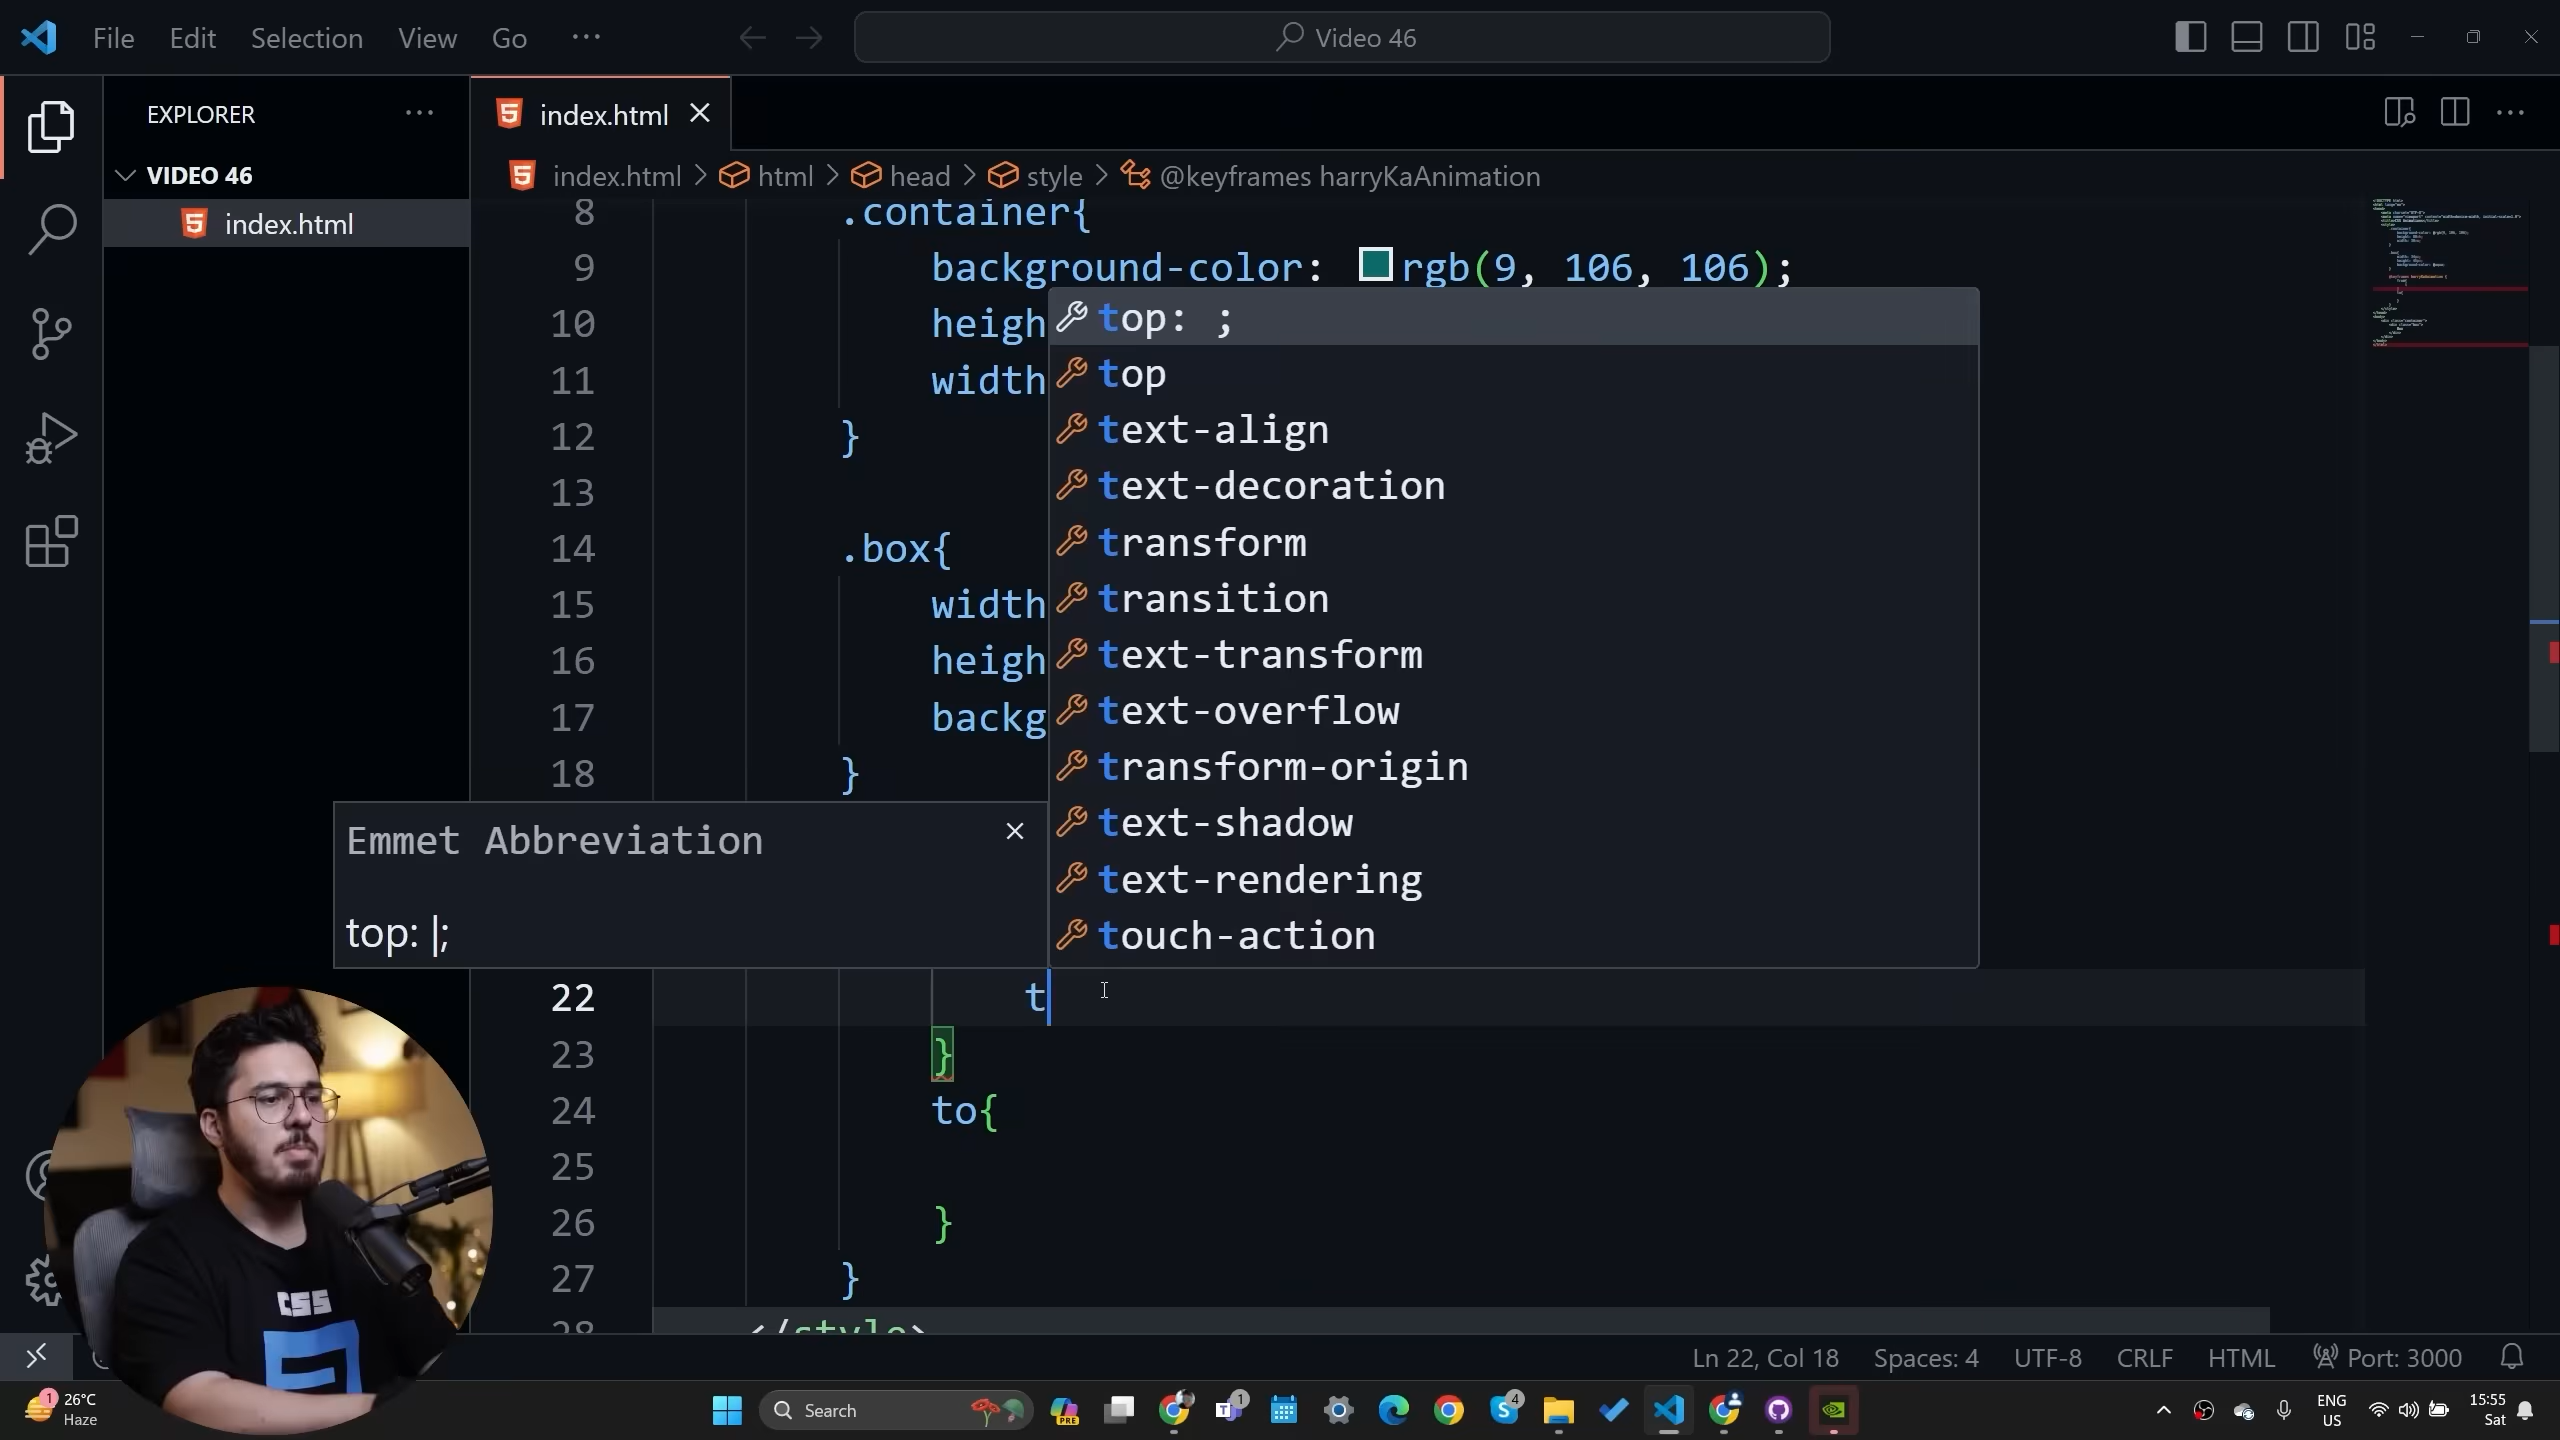 File Edit Selection View Go ···
Video 46
EXPLORER
VIDEO 46
index.html
index.html
index.html > html > head > style > @keyframes harryKaAnimation
8 .container{
9 background-color: rgb(9, 106, 106);
10 heigh
11 width
12 }
13
14 .box{
15 width
16 heigh
17 backg
18 }
top: ;
top
text-align
text-decoration
transform
transition
text-transform
text-overflow
transform-origin
text-shadow
text-rendering
touch-action
Emmet Abbreviation
top: |;
22 t
23 }
24 to{
25
26 }
27 }
28 </style>
CSS
Ln 22, Col 18 Spaces: 4 UTF-8 CRLF HTML Port: 3000
1
26°C
Haze
Search
PRE
1
4
ENG
US
15:55
Sat